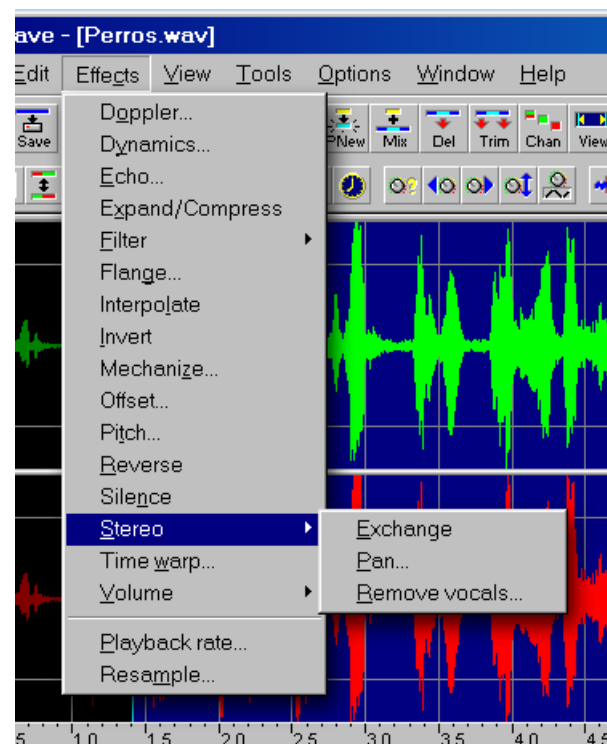 ave - [Perros.wav]
Edit Effects View Tools Options Window Help
Save PNew Mix Del Trim Chan View
Doppler...
Dynamics...
Echo...
Expand/Compress
Filter
Flange...
Interpolate
Invert
Mechanize...
Offset...
Pitch...
Reverse
Silence
Stereo
Exchange
Time warp...
Pan...
Volume
Remove vocals...
Playback rate...
Resample...
5 1.0 1.5 2.0 2.5 3.0 3.5 4.0 4.5